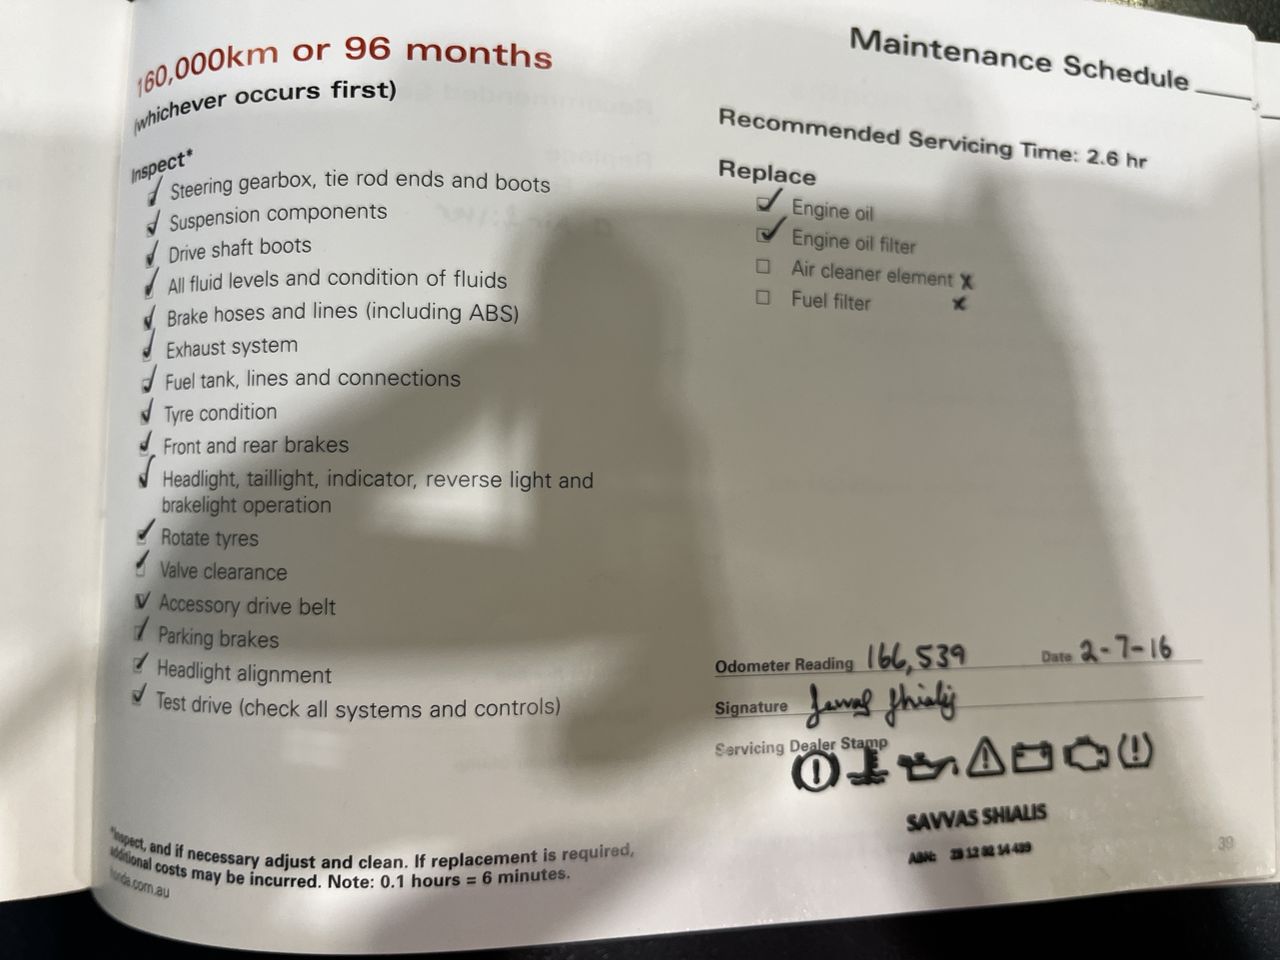 160,000km or 96 months
(whichever occurs first)
Inspect*
Steering gearbox, tie rod ends and boots
Suspension components
Drive shaft boots
All fluid levels and condition of fluids
Brake hoses and lines (including ABS)
Exhaust system
Fuel tank, lines and connections
Tyre condition
Front and rear brakes
Headlight, taillight, indicator, reverse light and
brakelight operation
Rotate tyres
Valve clearance
Accessory drive belt
Parking brakes
Headlight alignment
Test drive (check all systems and controls)
*Inspect, and if necessary adjust and clean. If replacement is required,
additional costs may be incurred. Note: 0.1 hours = 6 minutes.
honda.com.au
Maintenance Schedule
Recommended Servicing Time: 2.6 hr
Replace
Engine oil
Engine oil filter
Air cleaner element x
Fuel filter x
Odometer Reading 166,539 Date 2-7-16
Signature
Servicing Dealer Stamp
SAVVAS SHIALIS
ABN:
39